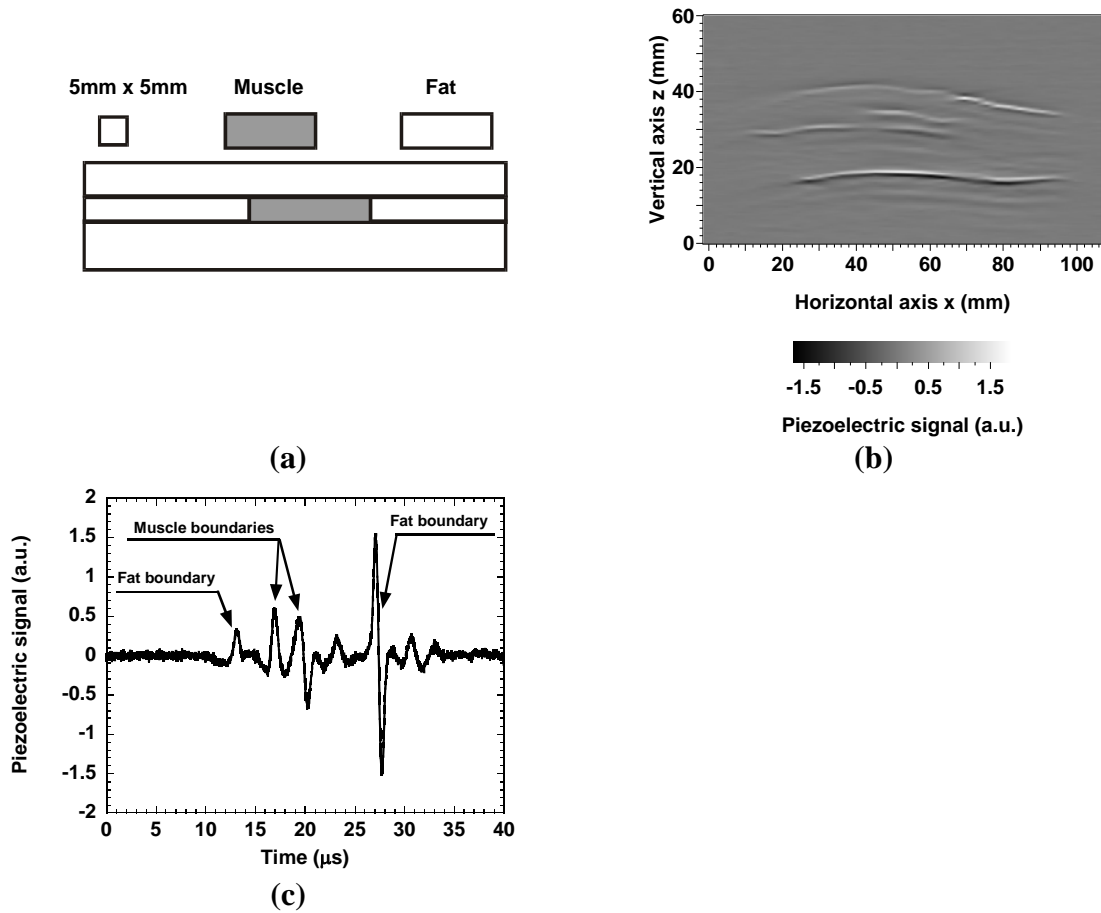 5mm x 5mm
Muscle
Fat
(a)
60
40
20
0
Vertical axis z (mm)
0 20 40 60 80 100
Horizontal axis x (mm)
-1.5 -0.5 0.5 1.5
Piezoelectric signal (a.u.)
(b)
2
1.5
1
0.5
0
-0.5
-1
-1.5
-2
Piezoelectric signal (a.u.)
Muscle boundaries
Fat boundary
Fat boundary
0 5 10 15 20 25 30 35 40
Time (μs)
(c)